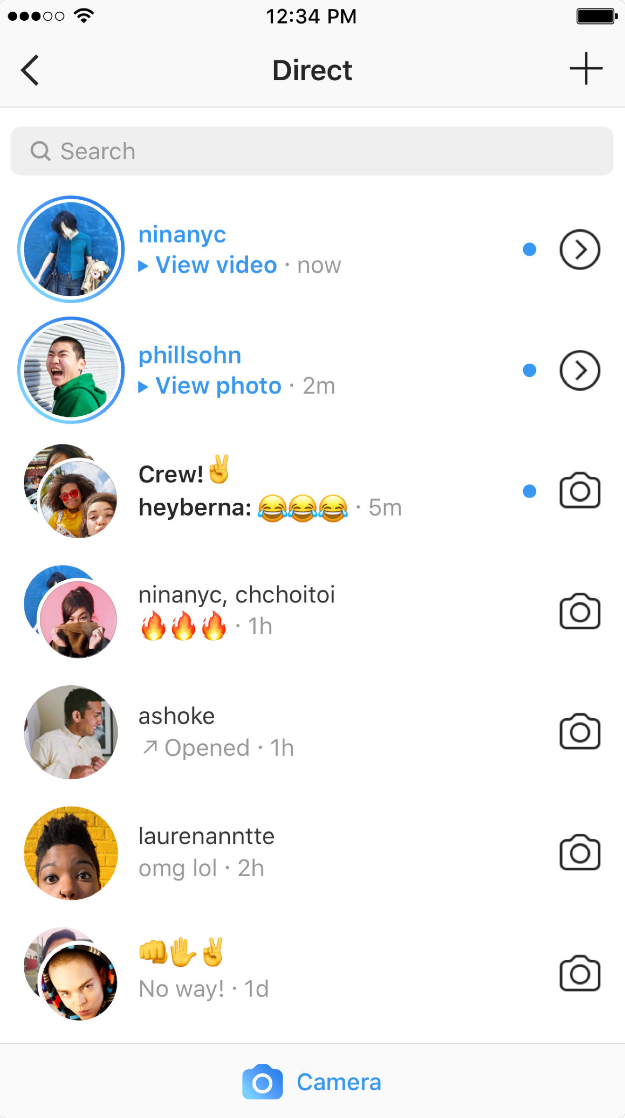 12:34 PM
Direct
Search
ninanyc
View video · now
phillsohn
View photo · 2m
Crew!✌️
heyberna: 😂😂😂 · 5m
ninanyc, chchoitoi
🔥🔥🔥 · 1h
ashoke
↗ Opened · 1h
laurenanntte
omg lol · 2h
👊✋✌️
No way! · 1d
Camera